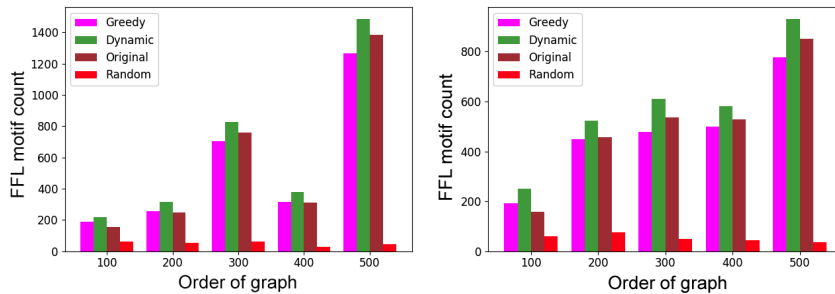 1400
1200
1000
800
600
400
200
0
FFL motif count
Greedy
Dynamic
Original
Random
100 200 300 400 500
Order of graph
800
600
400
200
0
FFL motif count
Greedy
Dynamic
Original
Random
100 200 300 400 500
Order of graph